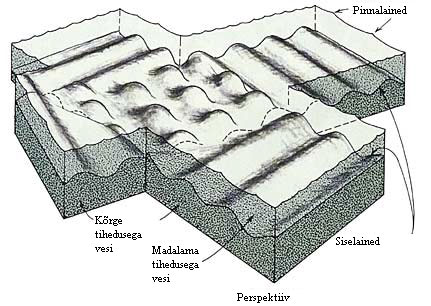 Pinnalained
Kõrge
tihedusega
vesi
Madalama
tihedusega
vesi
Siselained
Perspektiiv